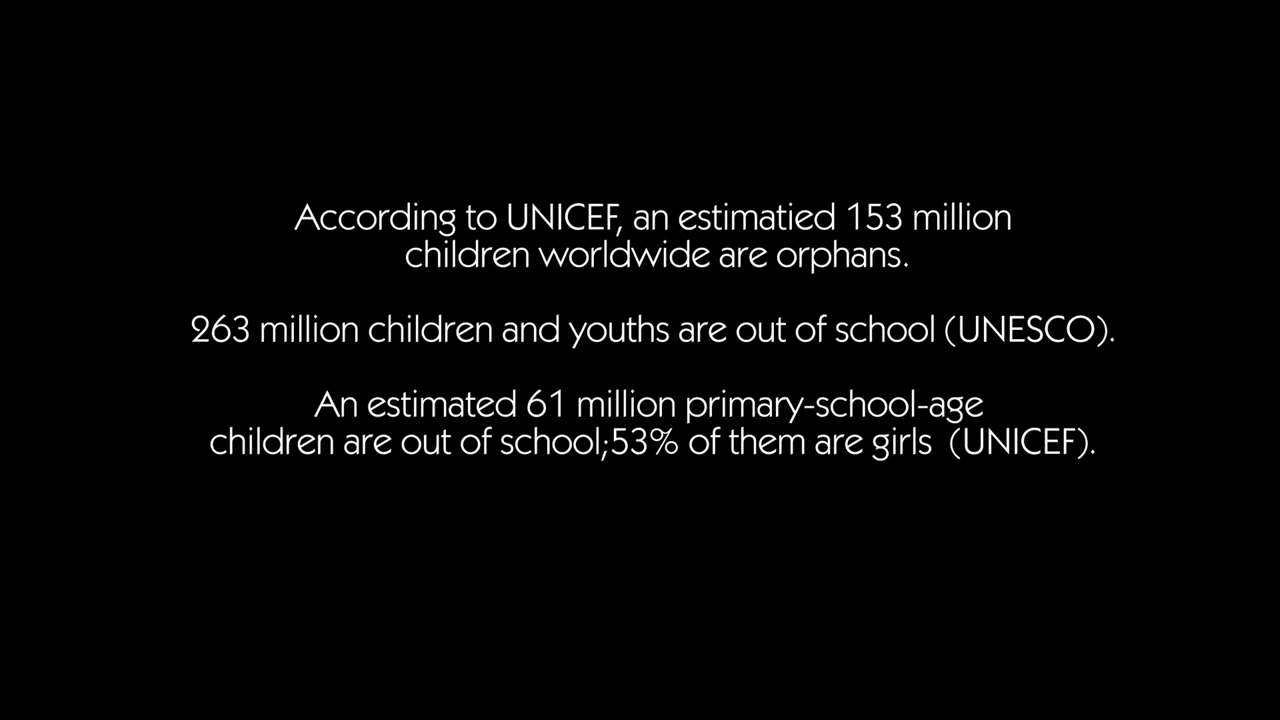 According to UNICEF, an estimatied 153 million
children worldwide are orphans.
263 million children and youths are out of school (UNESCO).
An estimated 61 million primary-school-age
children are out of school;53% of them are girls  (UNICEF).